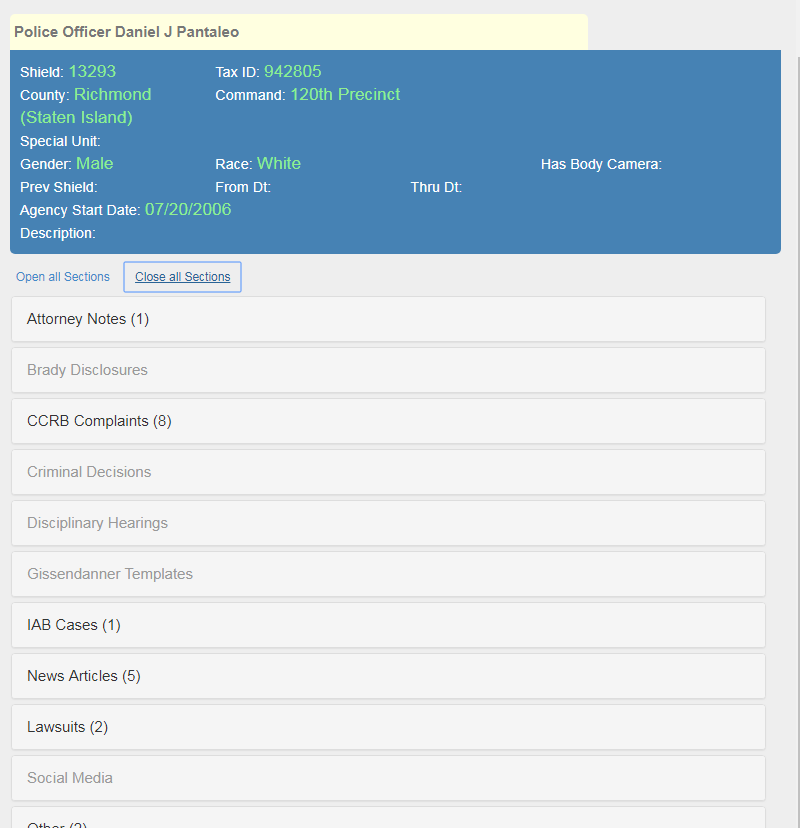 Police Officer Daniel J Pantaleo
Shield: 13293 Tax ID: 942805
County: Richmond Command: 120th Precinct
(Staten Island)
Special Unit:
Gender: Male Race: White Has Body Camera:
Prev Shield: From Dt: Thru Dt:
Agency Start Date: 07/20/2006
Description:
Open all Sections Close all Sections
Attorney Notes (1)
Brady Disclosures
CCRB Complaints (8)
Criminal Decisions
Disciplinary Hearings
Gissendanner Templates
IAB Cases (1)
News Articles (5)
Lawsuits (2)
Social Media
Other